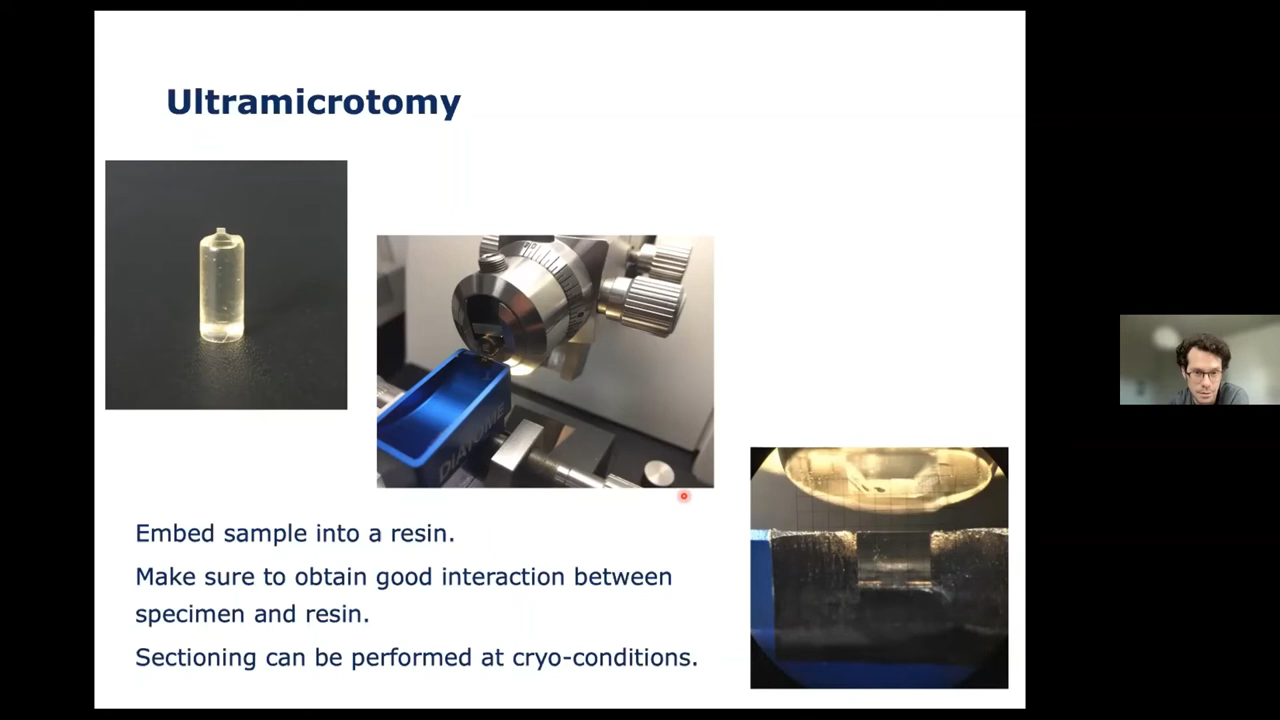 Ultramicrotomy
DIATOME
Embed sample into a resin.
Make sure to obtain good interaction between
specimen and resin.
Sectioning can be performed at cryo-conditions.